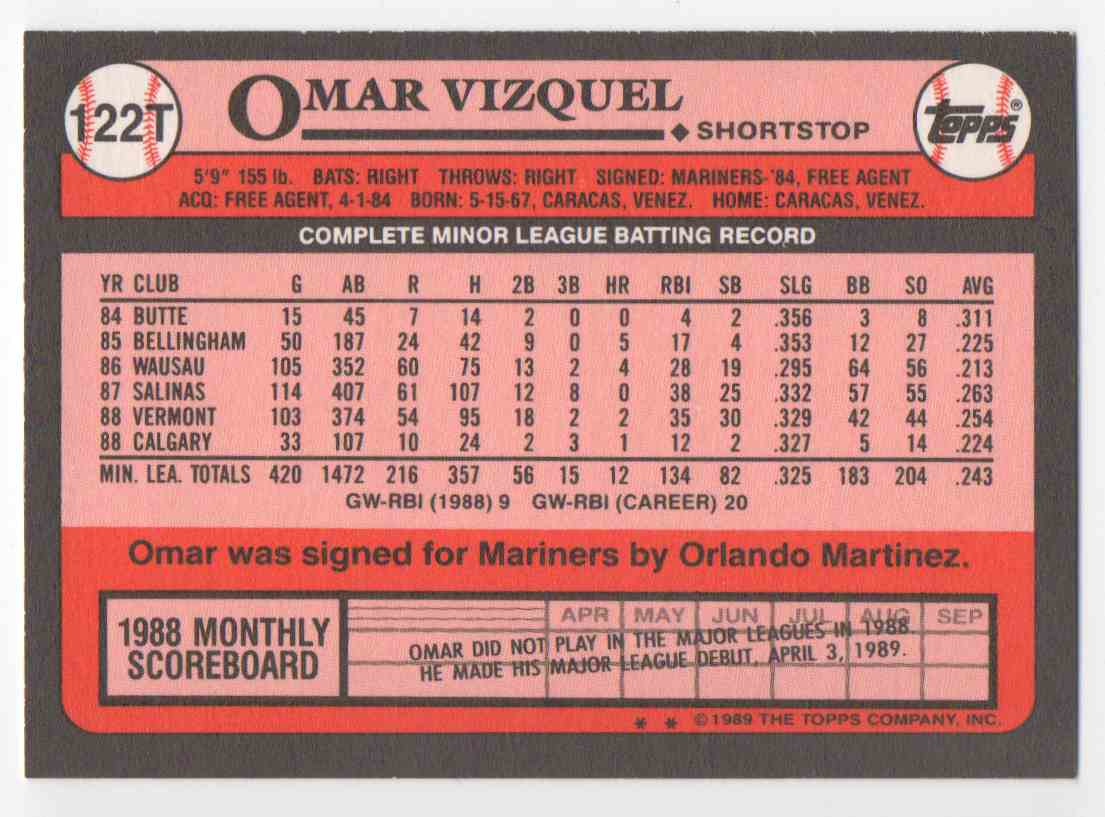 122T
OMAR VIZQUEL
◆ SHORTSTOP
TOPPS®
5'9" 155 lb. BATS: RIGHT THROWS: RIGHT SIGNED: MARINERS-'84, FREE AGENT
ACQ: FREE AGENT, 4-1-84 BORN: 5-15-67, CARACAS, VENEZ. HOME: CARACAS, VENEZ.
COMPLETE MINOR LEAGUE BATTING RECORD
YR CLUB G AB R H 2B 3B HR RBI SB SLG BB SO AVG
84 BUTTE 15 45 7 14 2 0 0 4 2 .356 3 8 .311
85 BELLINGHAM 50 187 24 42 9 0 5 17 4 .353 12 27 .225
86 WAUSAU 105 352 60 75 13 2 4 28 19 .295 64 56 .213
87 SALINAS 114 407 61 107 12 8 0 38 25 .332 57 55 .263
88 VERMONT 103 374 54 95 18 2 2 35 30 .329 42 44 .254
88 CALGARY 33 107 10 24 2 3 1 12 2 .327 5 14 .224
MIN. LEA. TOTALS 420 1472 216 357 56 15 12 134 82 .325 183 204 .243
GW-RBI (1988) 9 GW-RBI (CAREER) 20
Omar was signed for Mariners by Orlando Martinez.
1988 MONTHLY
SCOREBOARD
APR MAY JUN JUL AUG SEP
OMAR DID NOT PLAY IN THE MAJOR LEAGUES IN 1988.
HE MADE HIS MAJOR LEAGUE DEBUT, APRIL 3, 1989.
* * ©1989 THE TOPPS COMPANY, INC.